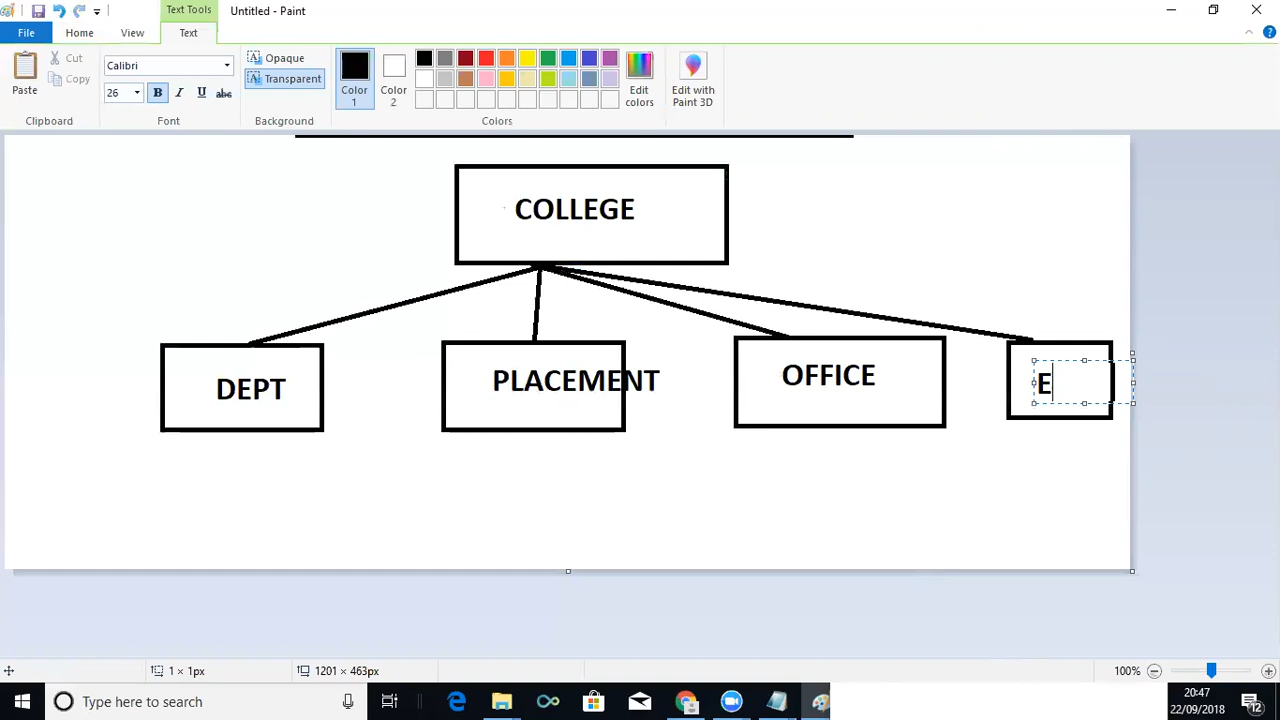 Text Tools
Untitled - Paint
File
Home
View
Text
Paste
Cut
Copy
Clipboard
Calibri
26
B
I
U
abc
Font
Opaque
Transparent
Background
Color 1
Color 2
Edit colors
Colors
Edit with Paint 3D
COLLEGE
DEPT
PLACEMENT
OFFICE
E
1 × 1px
1201 × 463px
100%
Type here to search
20:47
22/09/2018
12